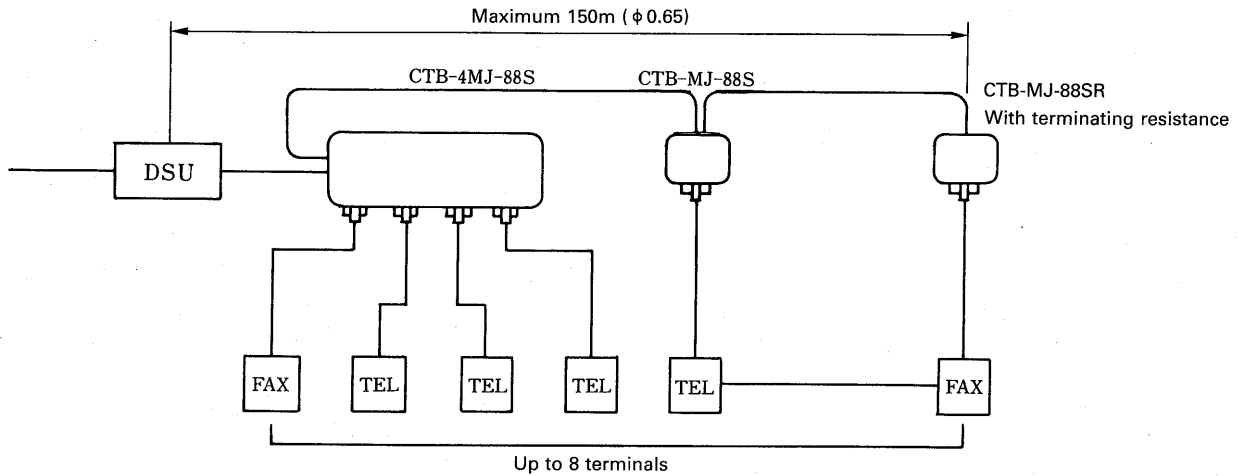 Maximum 150m (ϕ0.65)
CTB-4MJ-88S
CTB-MJ-88S
CTB-MJ-88SR
With terminating resistance
DSU
FAX
TEL
TEL
TEL
TEL
FAX
Up to 8 terminals